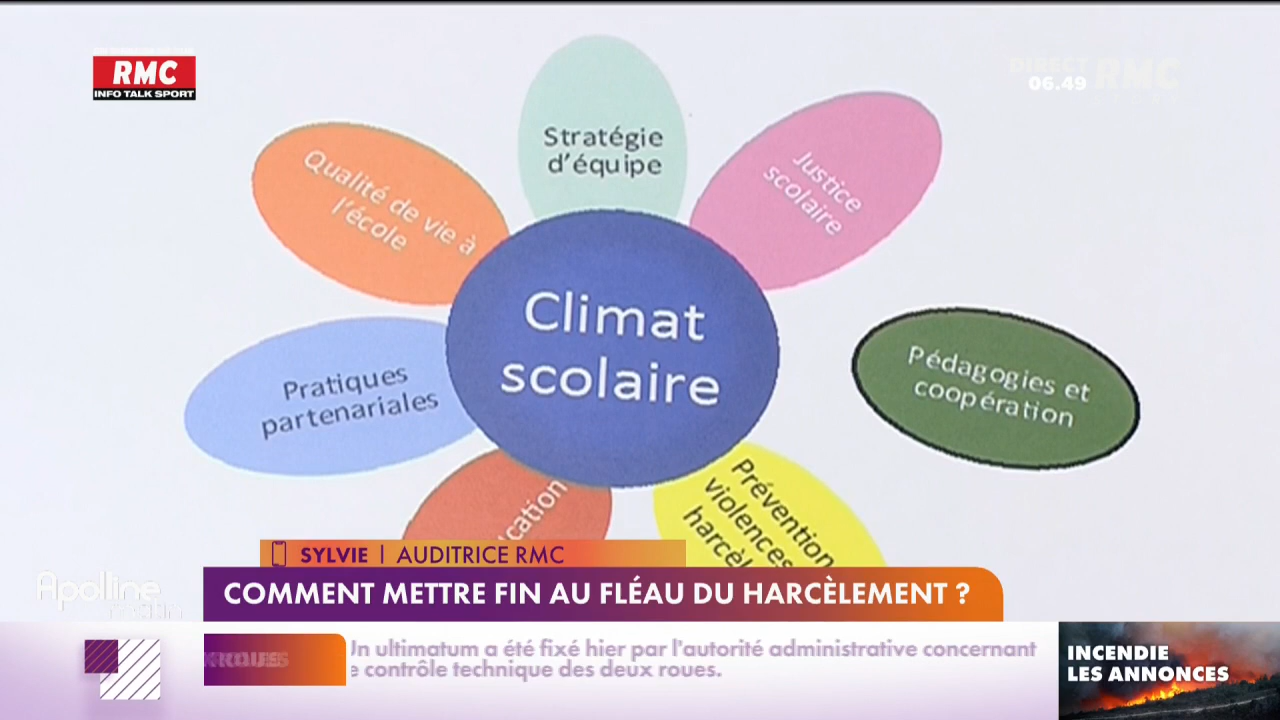 RMC
INFO TALK SPORT
DIRECT
06.49
RMC
Stratégie
d'équipe
Justice
scolaire
Qualité de vie à
l'école
Climat
scolaire
Pédagogies et
coopération
Pratiques
partenariales
Prévention
violences
SYLVIE | AUDITRICE RMC
Apolline
matin
COMMENT METTRE FIN AU FLÉAU DU HARCÈLEMENT ?
Un ultimatum a été fixé hier par l'autorité administrative concernant
contrôle technique des deux roues.
INCENDIE
LES ANNONCES